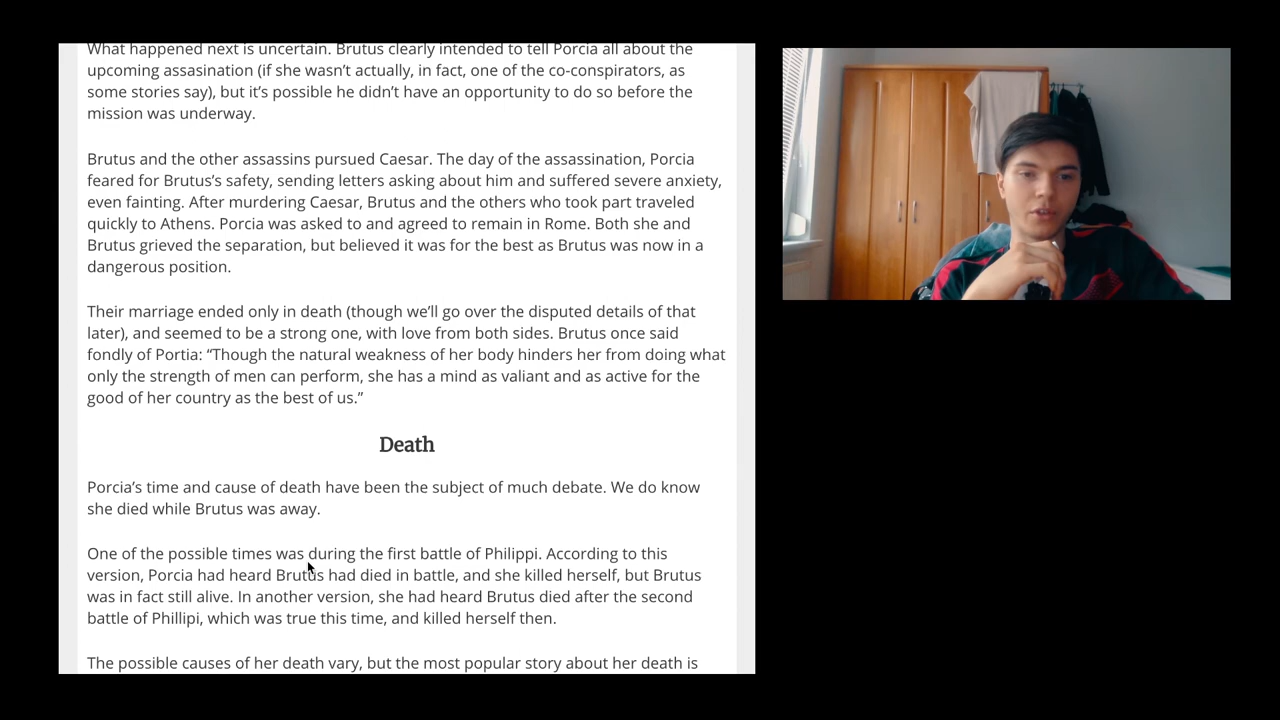 What happened next is uncertain. Brutus clearly intended to tell Porcia all about the
upcoming assasination (if she wasn’t actually, in fact, one of the co-conspirators, as
some stories say), but it’s possible he didn’t have an opportunity to do so before the
mission was underway.
Brutus and the other assassins pursued Caesar. The day of the assassination, Porcia
feared for Brutus’s safety, sending letters asking about him and suffered severe anxiety,
even fainting. After murdering Caesar, Brutus and the others who took part traveled
quickly to Athens. Porcia was asked to and agreed to remain in Rome. Both she and
Brutus grieved the separation, but believed it was for the best as Brutus was now in a
dangerous position.
Their marriage ended only in death (though we’ll go over the disputed details of that
later), and seemed to be a strong one, with love from both sides. Brutus once said
fondly of Portia: “Though the natural weakness of her body hinders her from doing what
only the strength of men can perform, she has a mind as valiant and as active for the
good of her country as the best of us.”
Death
Porcia’s time and cause of death have been the subject of much debate. We do know
she died while Brutus was away.
One of the possible times was during the first battle of Philippi. According to this
version, Porcia had heard Brutus had died in battle, and she killed herself, but Brutus
was in fact still alive. In another version, she had heard Brutus died after the second
battle of Phillipi, which was true this time, and killed herself then.
The possible causes of her death vary, but the most popular story about her death is